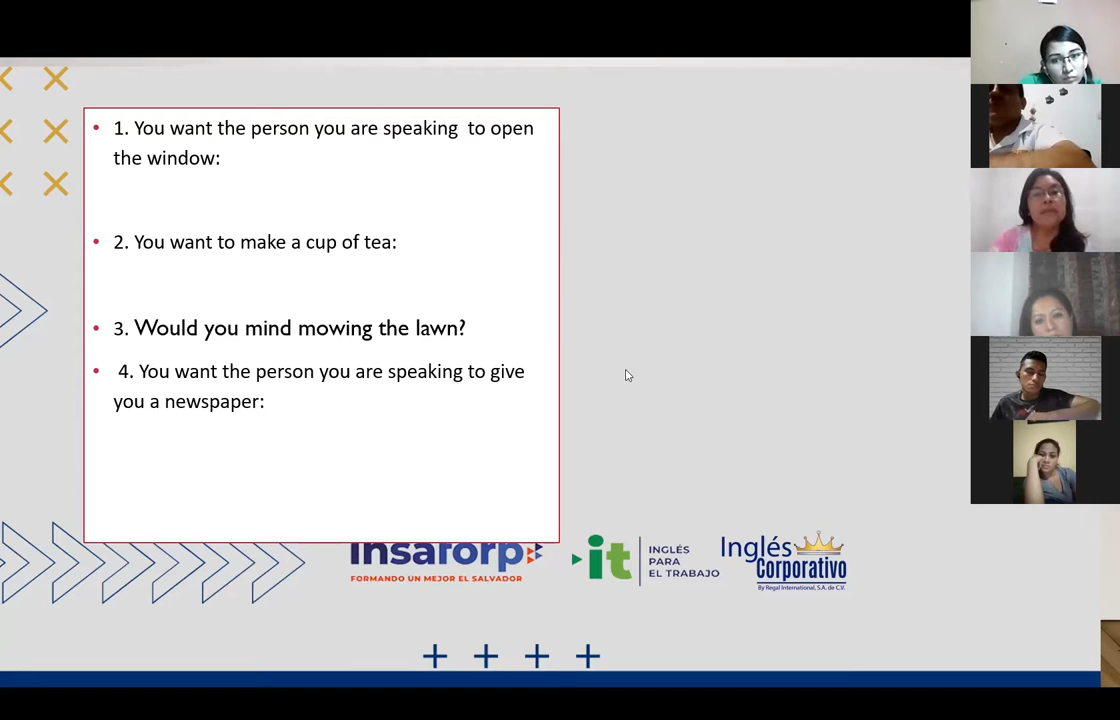 1. You want the person you are speaking to open
the window:
2. You want to make a cup of tea:
3. Would you mind mowing the lawn?
4. You want the person you are speaking to give
you a newspaper:
Insaforp
FORMANDO UN MEJOR EL SALVADOR
it
INGLÉS
PARA
EL TRABAJO
Inglés
Corporativo
By Regal International, S.A. de C.V.